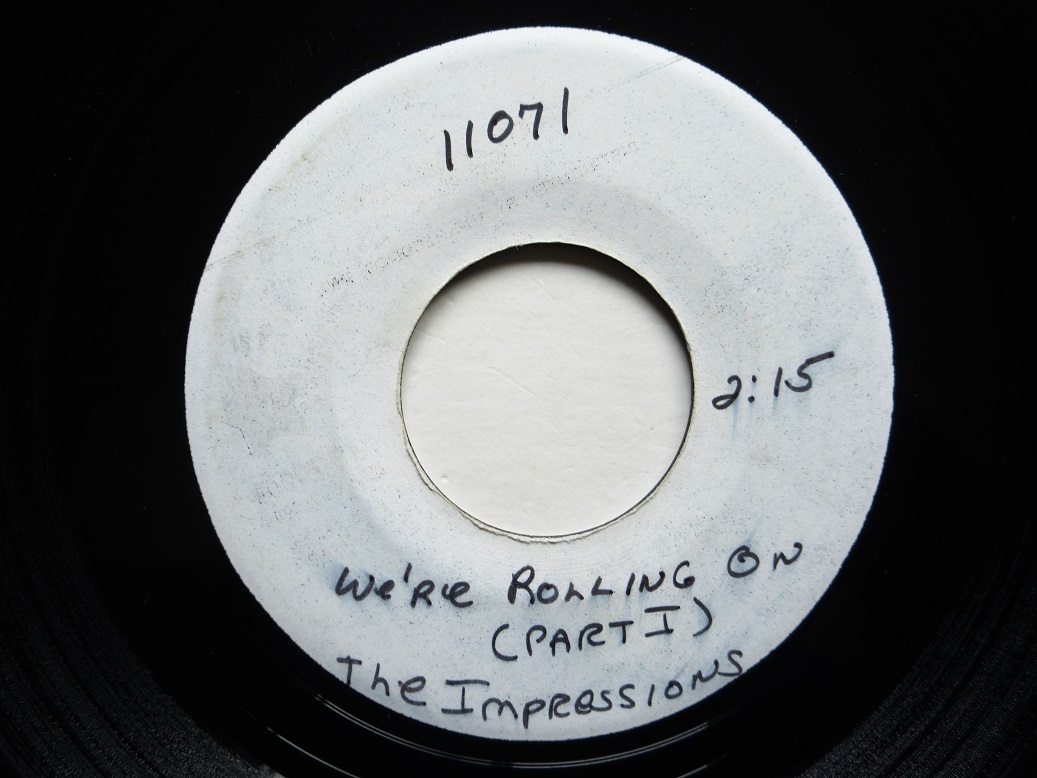 11071
2:15
We're Rolling On
(Part I)
The Impressions